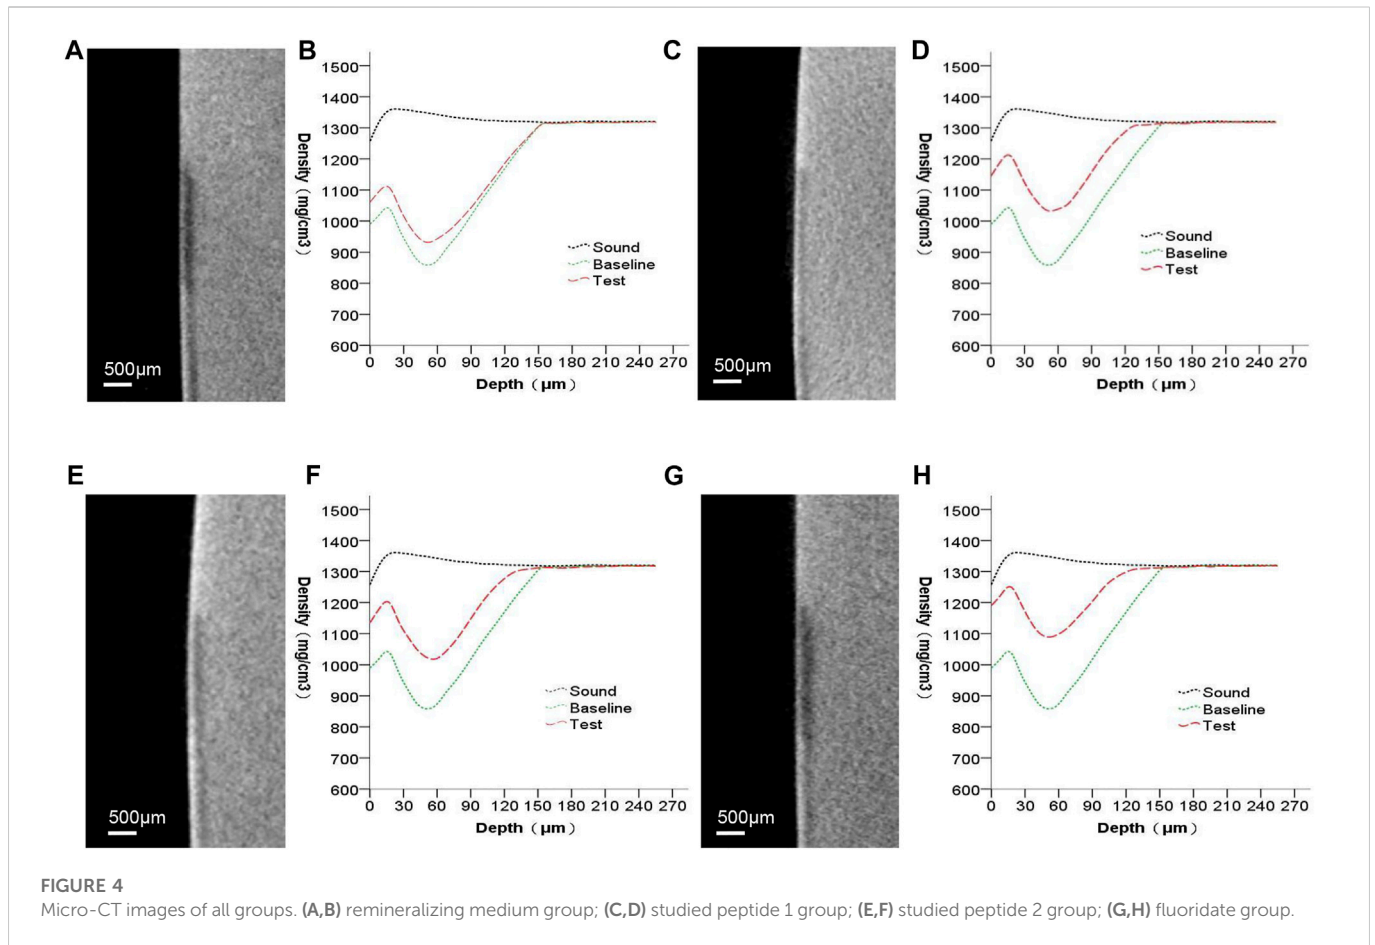 A
B
1500
1400
1300
1200
1100
1000
900
800
700
600
0 30 60 90 120 150 180 210 240 270
Density（mg/cm3）
Depth（μm）
Sound
Baseline
Test
500μm
C
D
1500
1400
1300
1200
1100
1000
900
800
700
600
0 30 60 90 120 150 180 210 240 270
Density（mg/cm3）
Depth（μm）
Sound
Baseline
Test
500μm
E
F
1500
1400
1300
1200
1100
1000
900
800
700
600
0 30 60 90 120 150 180 210 240 270
Density（mg/cm3）
Depth（μm）
Sound
Baseline
Test
500μm
G
H
1500
1400
1300
1200
1100
1000
900
800
700
600
0 30 60 90 120 150 180 210 240 270
Density（mg/cm3）
Depth（μm）
Sound
Baseline
Test
500μm
FIGURE 4
Micro-CT images of all groups. (A,B) remineralizing medium group; (C,D) studied peptide 1 group; (E,F) studied peptide 2 group; (G,H) fluoridate group.